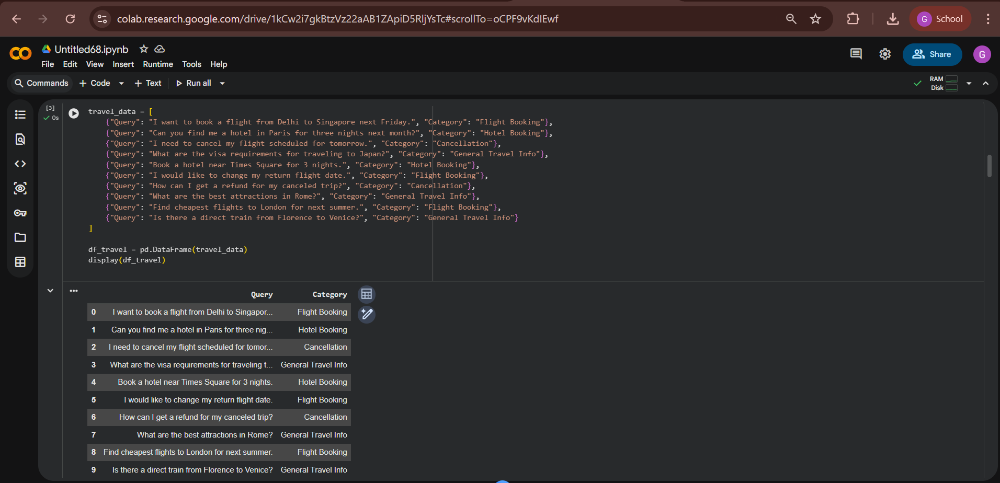 colab.research.google.com/drive/1kCw2i7gkBtzVz22aAB1ZApiD5RljYsTc#scrollTo=oCPF9vKdIEwf
G School
Untitled68.ipynb
File Edit View Insert Runtime Tools Help
Share
G
Commands + Code + Text Run all
RAM
Disk
[3]
0s
travel_data = [
{"Query": "I want to book a flight from Delhi to Singapore next Friday.", "Category": "Flight Booking"},
{"Query": "Can you find me a hotel in Paris for three nights next month?", "Category": "Hotel Booking"},
{"Query": "I need to cancel my flight scheduled for tomorrow.", "Category": "Cancellation"},
{"Query": "What are the visa requirements for traveling to Japan?", "Category": "General Travel Info"},
{"Query": "Book a hotel near Times Square for 3 nights.", "Category": "Hotel Booking"},
{"Query": "I would like to change my return flight date.", "Category": "Flight Booking"},
{"Query": "How can I get a refund for my canceled trip?", "Category": "Cancellation"},
{"Query": "What are the best attractions in Rome?", "Category": "General Travel Info"},
{"Query": "Find cheapest flights to London for next summer.", "Category": "Flight Booking"},
{"Query": "Is there a direct train from Florence to Venice?", "Category": "General Travel Info"}
]
df_travel = pd.DataFrame(travel_data)
display(df_travel)
Query Category
0 I want to book a flight from Delhi to Singapor... Flight Booking
1 Can you find me a hotel in Paris for three nig... Hotel Booking
2 I need to cancel my flight scheduled for tomor... Cancellation
3 What are the visa requirements for traveling t... General Travel Info
4 Book a hotel near Times Square for 3 nights. Hotel Booking
5 I would like to change my return flight date. Flight Booking
6 How can I get a refund for my canceled trip? Cancellation
7 What are the best attractions in Rome? General Travel Info
8 Find cheapest flights to London for next summer. Flight Booking
9 Is there a direct train from Florence to Venice? General Travel Info